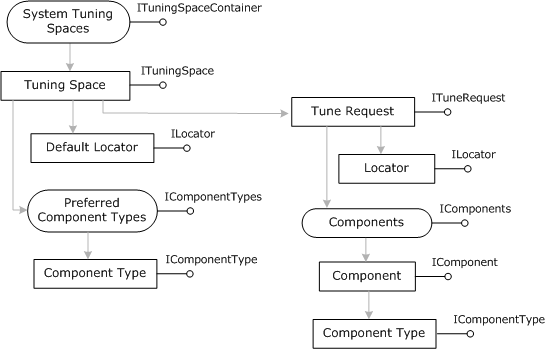 System Tuning
Spaces
ITuningSpaceContainer
Tuning Space
ITuningSpace
Default Locator
ILocator
Preferred
Component Types
IComponentTypes
Component Type
IComponentType
Tune Request
ITuneRequest
Locator
ILocator
Components
IComponents
Component
IComponent
Component Type
IComponentType